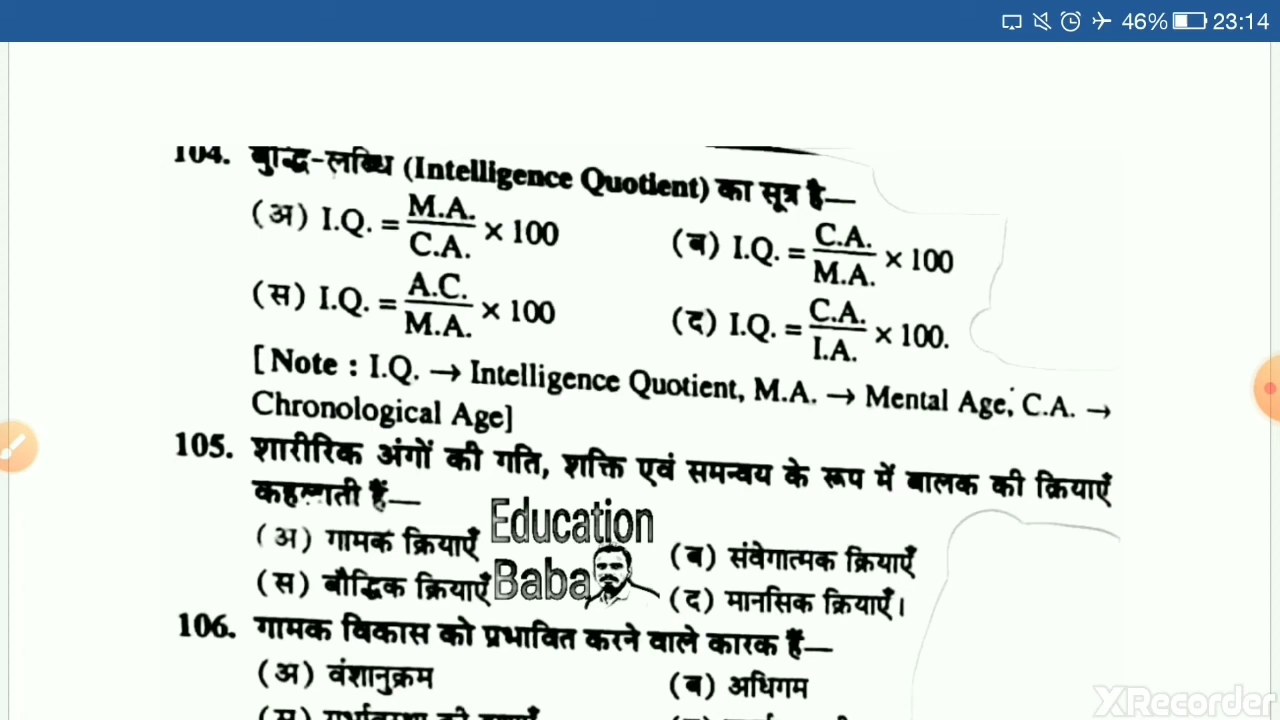 46% 23:14
104. बुद्धि-लब्धि (Intelligence Quotient) का सूत्र है—
(अ) I.Q. = M.A./C.A. × 100 (ब) I.Q. = C.A./M.A. × 100
(स) I.Q. = A.C./M.A. × 100 (द) I.Q. = C.A./I.A. × 100.
[Note : I.Q. → Intelligence Quotient, M.A. → Mental Age, C.A. →
Chronological Age]
105. शारीरिक अंगों की गति, शक्ति एवं समन्वय के रूप में बालक की क्रियाएँ
कहलाती हैं—
(अ) गामक क्रियाएँ (ब) संवेगात्मक क्रियाएँ
(स) बौद्धिक क्रियाएँ (द) मानसिक क्रियाएँ।
Education
Baba
106. गामक विकास को प्रभावित करने वाले कारक हैं—
(अ) वंशानुक्रम (ब) अधिगम
XRecorder